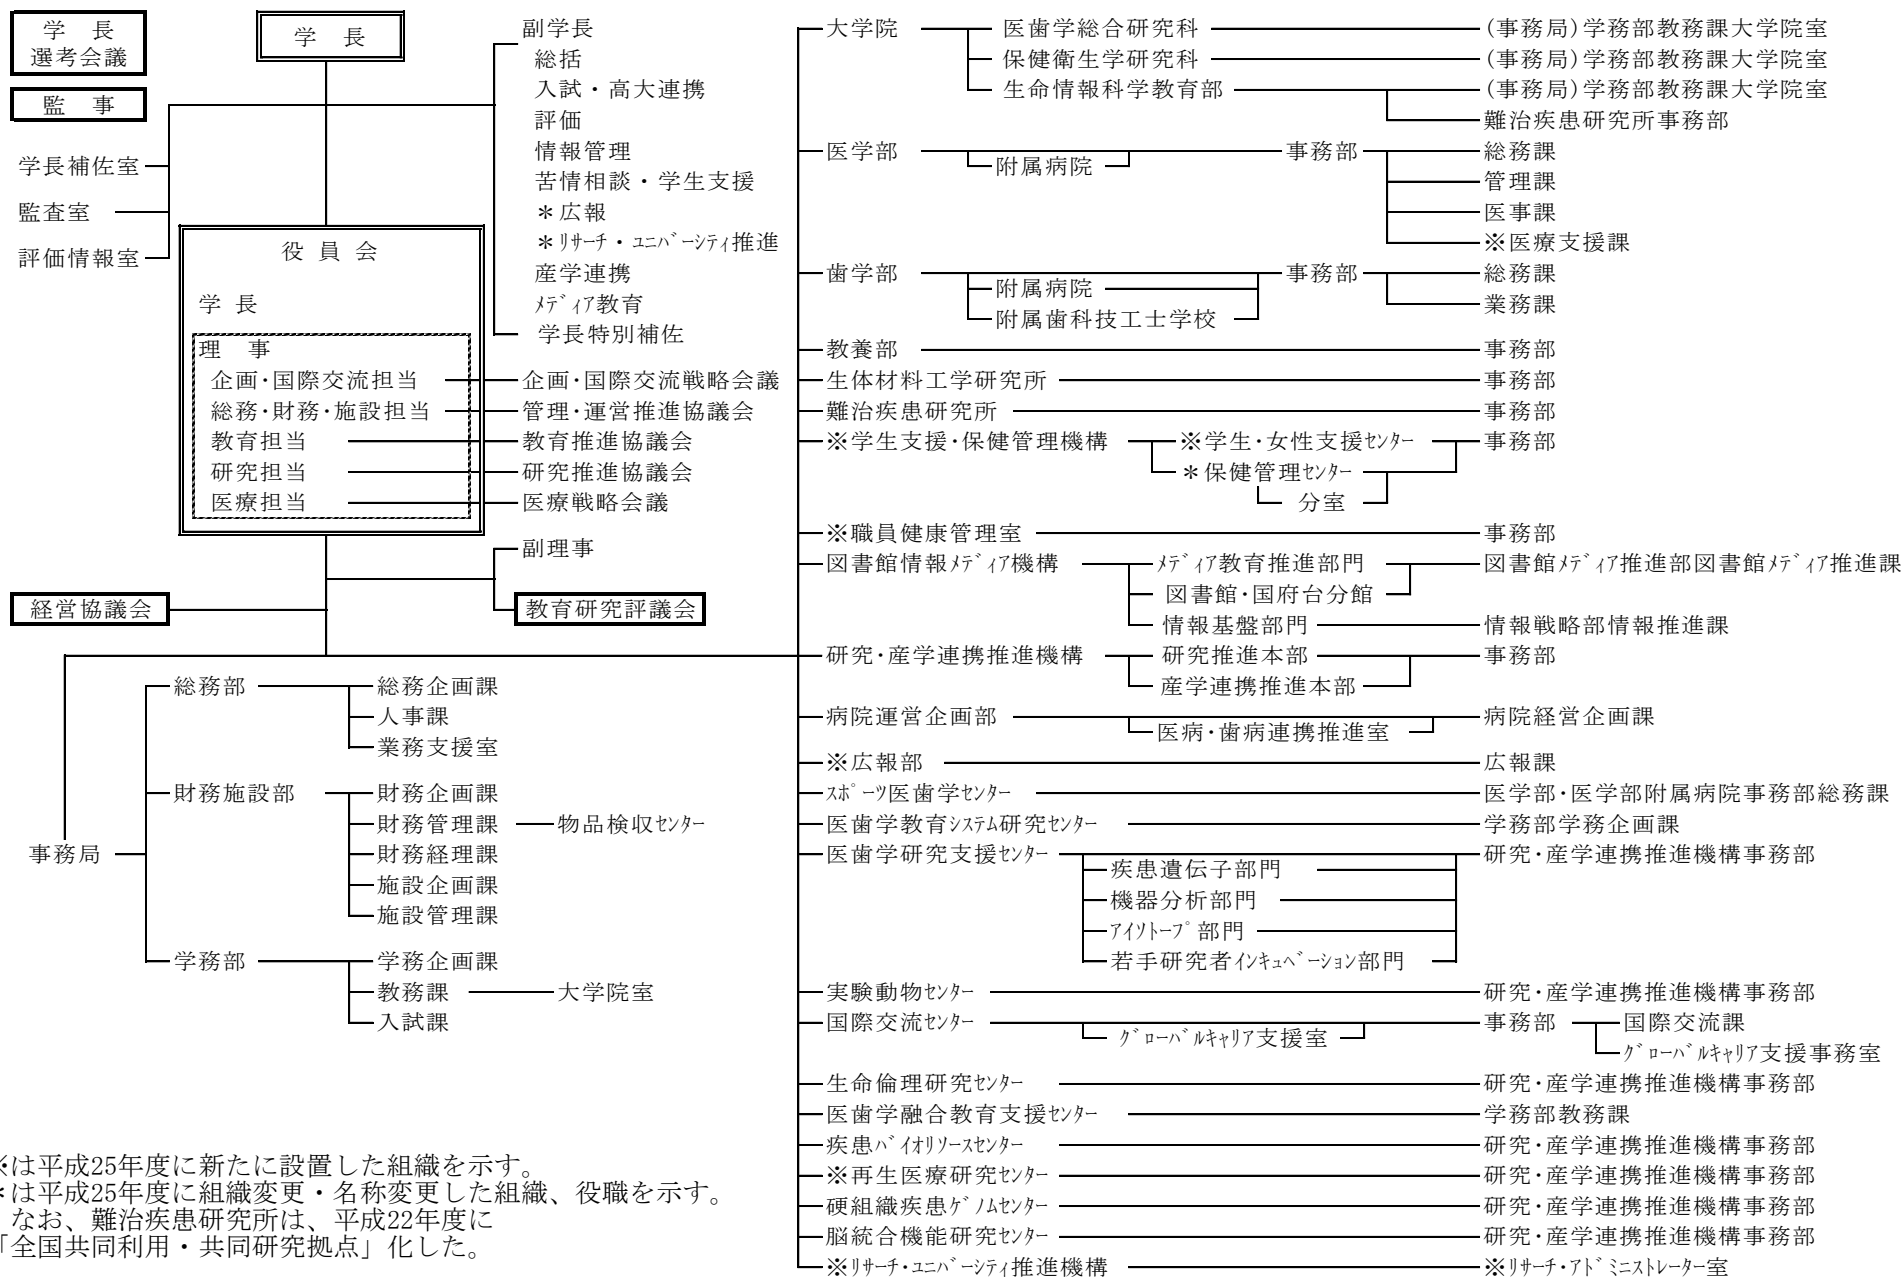 学　長
選考会議
監　事
学　長
学長補佐室
監査室
評価情報室
副学長
総括
入試・高大連携
評価
情報管理
苦情相談・学生支援
＊広報
＊ﾘｻｰﾁ・ﾕﾆﾊﾞｰｼﾃｨ推進
産学連携
ﾒﾃﾞｨｱ教育
学長特別補佐
役 員 会
学 長
理　事
企画･国際交流担当　企画･国際交流戦略会議
総務･財務･施設担当　管理･運営推進協議会
教育担当　教育推進協議会
研究担当　研究推進協議会
医療担当　医療戦略会議
副理事
経営協議会
教育研究評議会
事務局
総務部　総務企画課
人事課
業務支援室
財務施設部　財務企画課
財務管理課　物品検収ｾﾝﾀｰ
財務経理課
施設企画課
施設管理課
学務部　学務企画課
教務課　大学院室
入試課
大学院　医歯学総合研究科　(事務局)学務部教務課大学院室
保健衛生学研究科　(事務局)学務部教務課大学院室
生命情報科学教育部　(事務局)学務部教務課大学院室
難治疾患研究所事務部
医学部　事務部　総務課
附属病院
管理課
医事課
※医療支援課
歯学部　事務部　総務課
附属病院
業務課
附属歯科技工士学校
教養部　事務部
生体材料工学研究所　事務部
難治疾患研究所　事務部
※学生支援･保健管理機構　※学生・女性支援ｾﾝﾀｰ　事務部
＊保健管理ｾﾝﾀｰ
分室
※職員健康管理室　事務部
図書館情報ﾒﾃﾞｨｱ機構　ﾒﾃﾞｨｱ教育推進部門　図書館ﾒﾃﾞｨｱ推進部図書館ﾒﾃﾞｨｱ推進課
図書館･国府台分館
情報基盤部門　情報戦略部情報推進課
研究･産学連携推進機構　研究推進本部　事務部
産学連携推進本部
病院運営企画部　病院経営企画課
医病･歯病連携推進室
※広報部　広報課
ｽﾎﾟｰﾂ医歯学ｾﾝﾀｰ　医学部･医学部附属病院事務部総務課
医歯学教育ｼｽﾃﾑ研究ｾﾝﾀｰ　学務部学務企画課
医歯学研究支援ｾﾝﾀｰ　研究･産学連携推進機構事務部
疾患遺伝子部門
機器分析部門
ｱｲｿﾄｰﾌﾟ部門
若手研究者ｲﾝｷｭﾍﾞｰｼｮﾝ部門
実験動物ｾﾝﾀｰ　研究･産学連携推進機構事務部
国際交流ｾﾝﾀｰ　事務部　国際交流課
ｸﾞﾛｰﾊﾞﾙｷｬﾘｱ支援室
ｸﾞﾛｰﾊﾞﾙｷｬﾘｱ支援事務室
生命倫理研究ｾﾝﾀｰ　研究･産学連携推進機構事務部
医歯学融合教育支援ｾﾝﾀｰ　学務部教務課
疾患ﾊﾞｲｵﾘｿｰｽｾﾝﾀｰ　研究･産学連携推進機構事務部
※再生医療研究ｾﾝﾀｰ　研究･産学連携推進機構事務部
硬組織疾患ｹﾞﾉﾑｾﾝﾀｰ　研究･産学連携推進機構事務部
脳統合機能研究ｾﾝﾀｰ　研究･産学連携推進機構事務部
※ﾘｻｰﾁ･ﾕﾆﾊﾞｰｼﾃｨ推進機構　※ﾘｻｰﾁ･ｱﾄﾞﾐﾆｽﾄﾚｰﾀｰ室
※は平成25年度に新たに設置した組織を示す。
＊は平成25年度に組織変更・名称変更した組織、役職を示す。
なお、難治疾患研究所は、平成22年度に
「全国共同利用・共同研究拠点」化した。